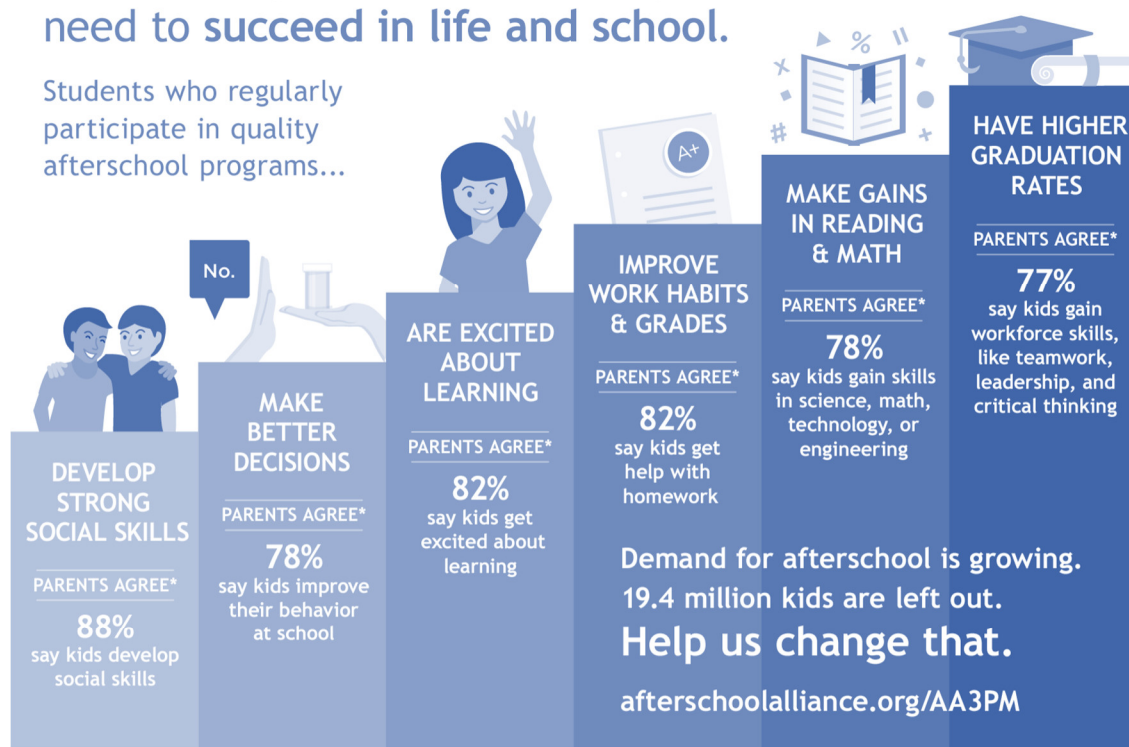 need to succeed in life and school.
Students who regularly
participate in quality
afterschool programs...
No.
A+
x
%
#
+
DEVELOP
STRONG
SOCIAL SKILLS
PARENTS AGREE*
88%
say kids develop
social skills
MAKE
BETTER
DECISIONS
PARENTS AGREE*
78%
say kids improve
their behavior
at school
ARE EXCITED
ABOUT
LEARNING
PARENTS AGREE*
82%
say kids get
excited about
learning
IMPROVE
WORK HABITS
& GRADES
PARENTS AGREE*
82%
say kids get
help with
homework
MAKE GAINS
IN READING
& MATH
PARENTS AGREE*
78%
say kids gain skills
in science, math,
technology, or
engineering
HAVE HIGHER
GRADUATION
RATES
PARENTS AGREE*
77%
say kids gain
workforce skills,
like teamwork,
leadership, and
critical thinking
Demand for afterschool is growing.
19.4 million kids are left out.
Help us change that.
afterschoolalliance.org/AA3PM